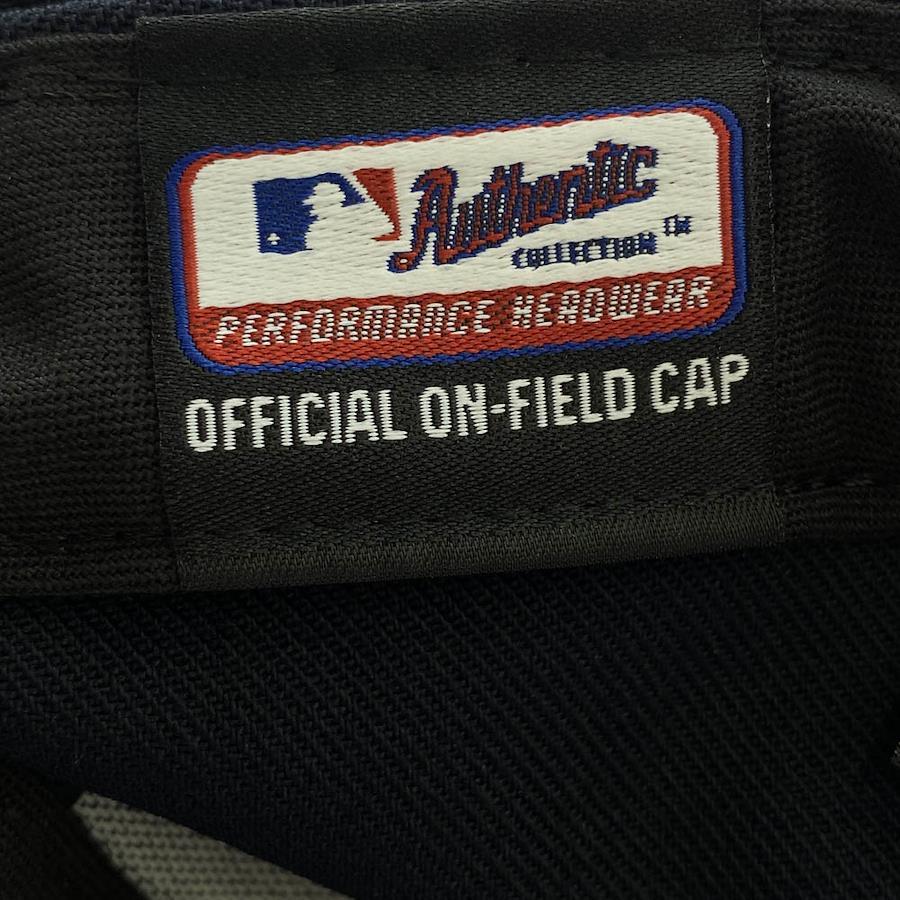 Authentic
COLLECTION TM
PERFORMANCE HEADWEAR
OFFICIAL ON-FIELD CAP